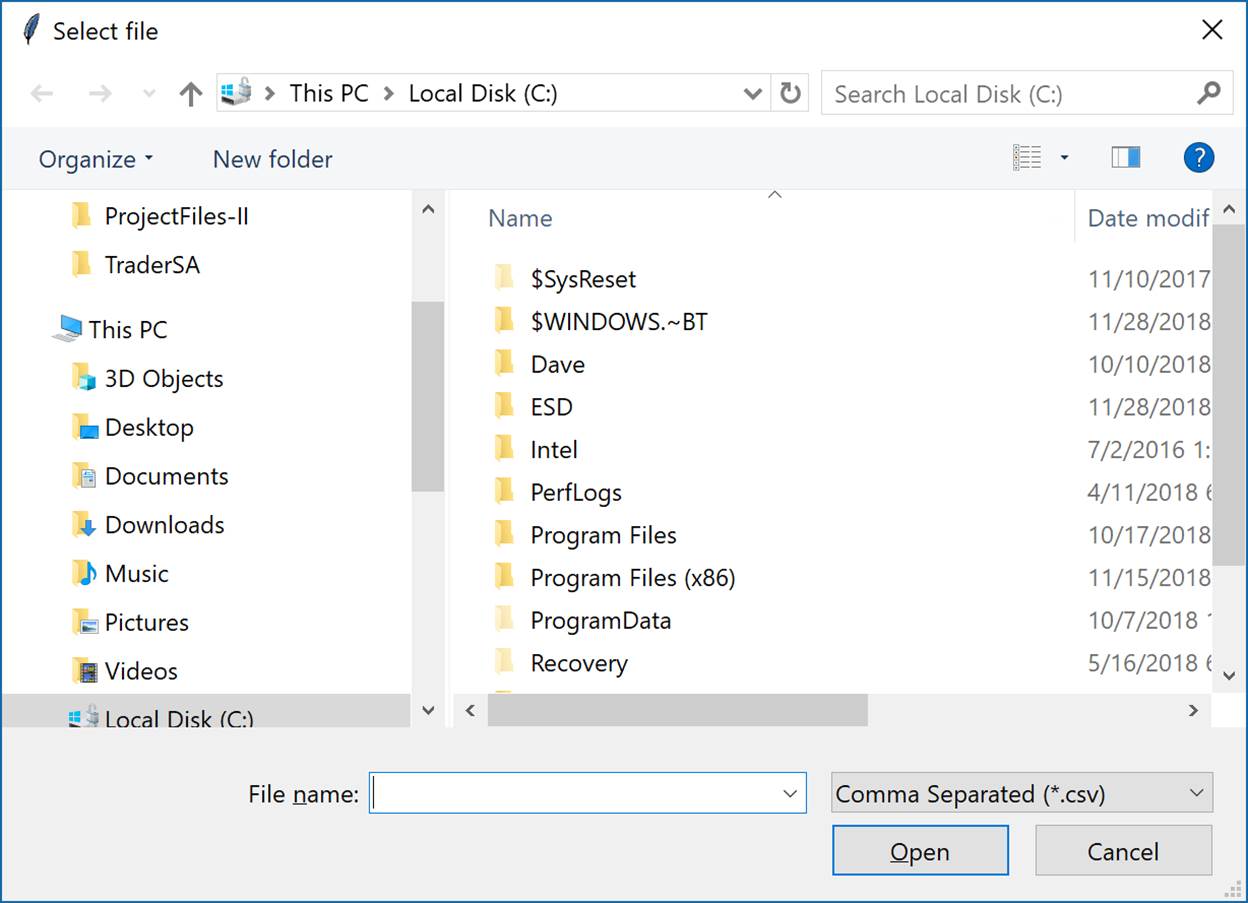 Select file
This PC
Local Disk (C:)
Search Local Disk (C:)
Organize
New folder
?
ProjectFiles-II
TraderSA
This PC
3D Objects
Desktop
Documents
Downloads
Music
Pictures
Videos
Local Disk (C:)
Name Date modif
$SysReset 11/10/2017
$WINDOWS.~BT 11/28/2018
Dave 10/10/2018
ESD 11/28/2018
Intel 7/2/2016 1:
PerfLogs 4/11/2018
Program Files 10/17/2018
Program Files (x86) 11/15/2018
ProgramData 10/7/2018
Recovery 5/16/2018
File name:
Comma Separated (*.csv)
Open
Cancel